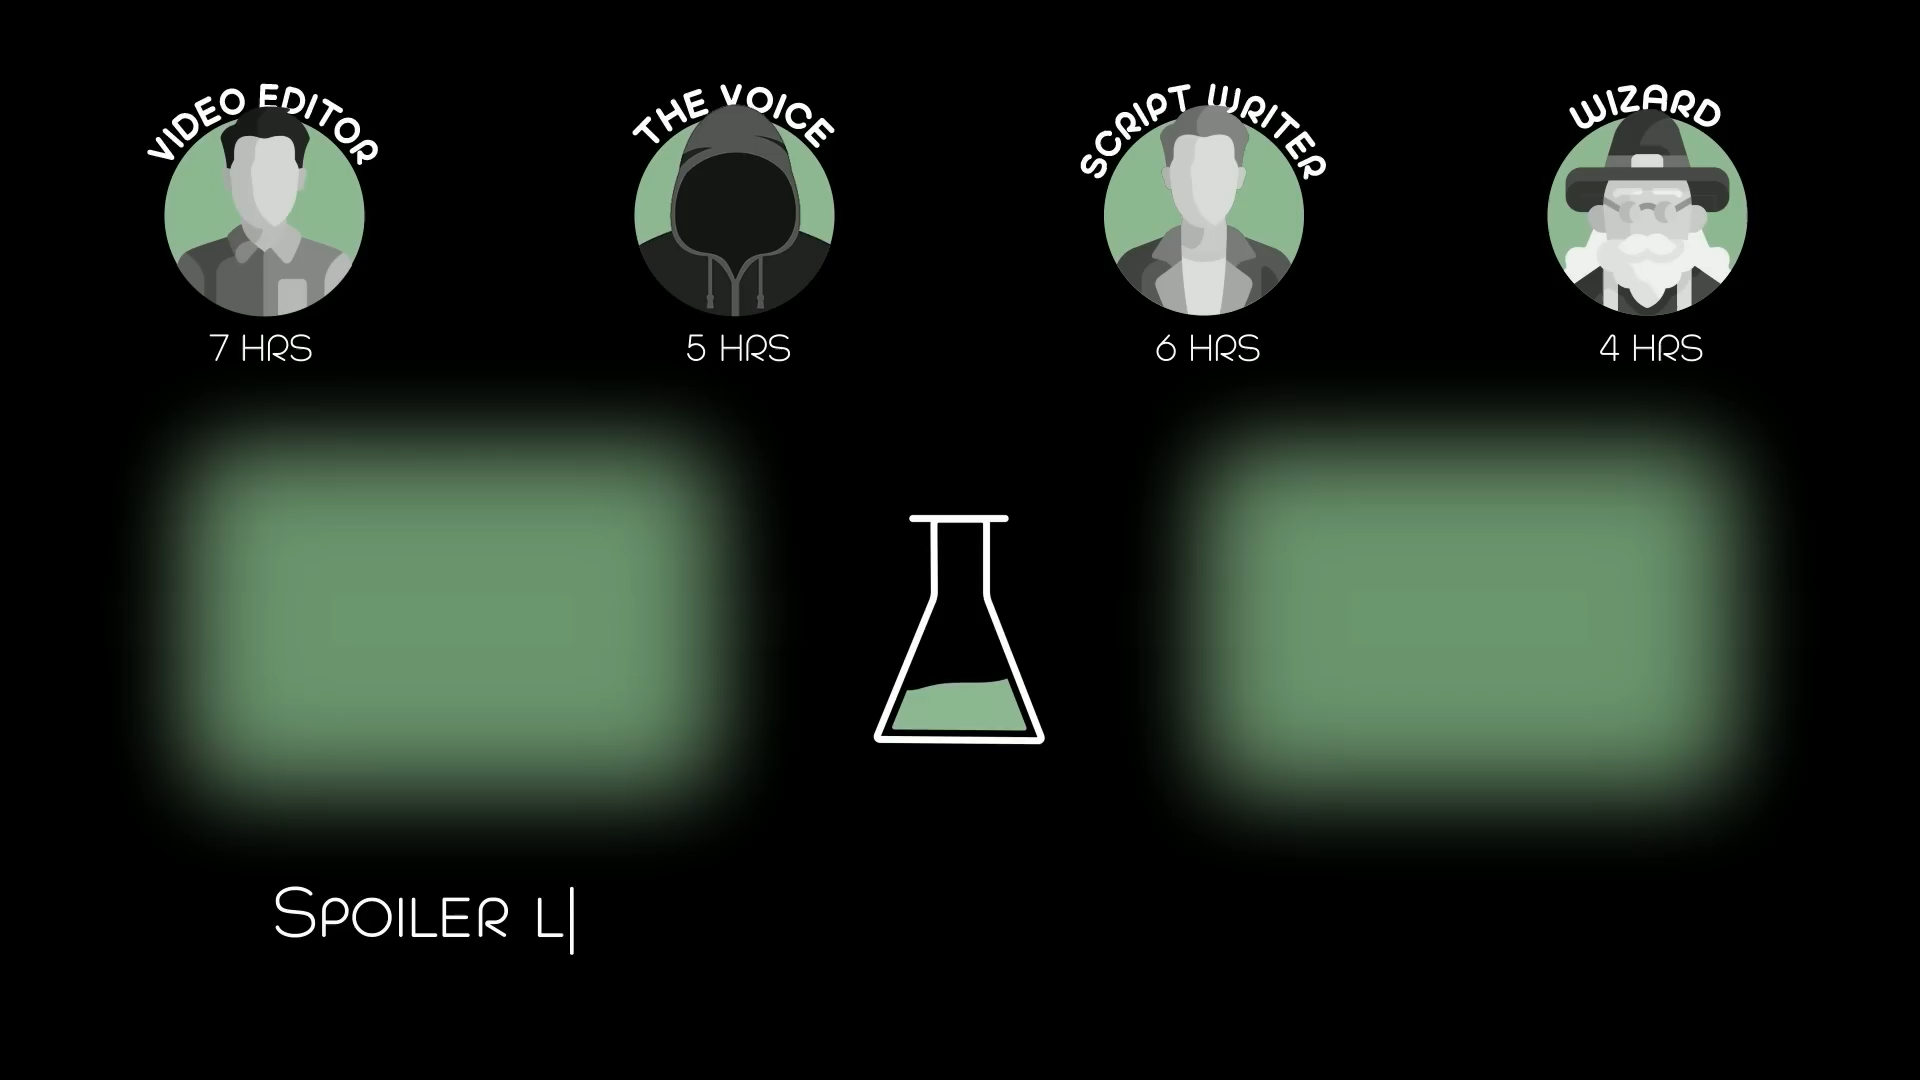 VIDEO EDITOR
THE VOICE
SCRIPT WRITER
WIZARD
7 HRS
5 HRS
6 HRS
4 HRS
SPOILER L